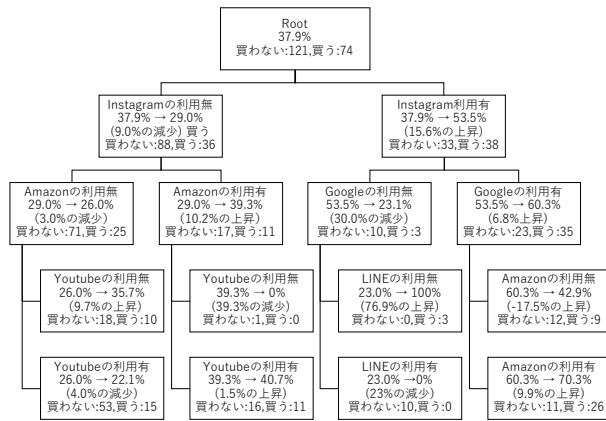 Root
37.9%
買わない:121,買う:74
Instagramの利用無
37.9% → 29.0%
(9.0%の減少) 買う
買わない:88,買う:36
Instagram利用有
37.9% → 53.5%
(15.6%の上昇)
買わない:33,買う:38
Amazonの利用無
29.0% → 26.0%
(3.0%の減少)
買わない:71,買う:25
Amazonの利用有
29.0% → 39.3%
(10.2%の上昇)
買わない:17,買う:11
Googleの利用無
53.5% → 23.1%
(30.0%の減少)
買わない:10,買う:3
Googleの利用有
53.5% → 60.3%
(6.8%上昇)
買わない:23,買う:35
Youtubeの利用無
26.0% → 35.7%
(9.7%の上昇)
買わない:18,買う:10
Youtubeの利用無
39.3% → 0%
(39.3%の減少)
買わない:1,買う:0
LINEの利用無
23.0% → 100%
(76.9%の上昇)
買わない:0,買う:3
Amazonの利用無
60.3% → 42.9%
(-17.5%の上昇)
買わない:12,買う:9
Youtubeの利用有
26.0% → 22.1%
(4.0%の減少)
買わない:53,買う:15
Youtubeの利用有
39.3% → 40.7%
(1.5%の上昇)
買わない:16,買う:11
LINEの利用有
23.0% →0%
(23%の減少)
買わない:10,買う:0
Amazonの利用有
60.3% → 70.3%
(9.9%の上昇)
買わない:11,買う:26